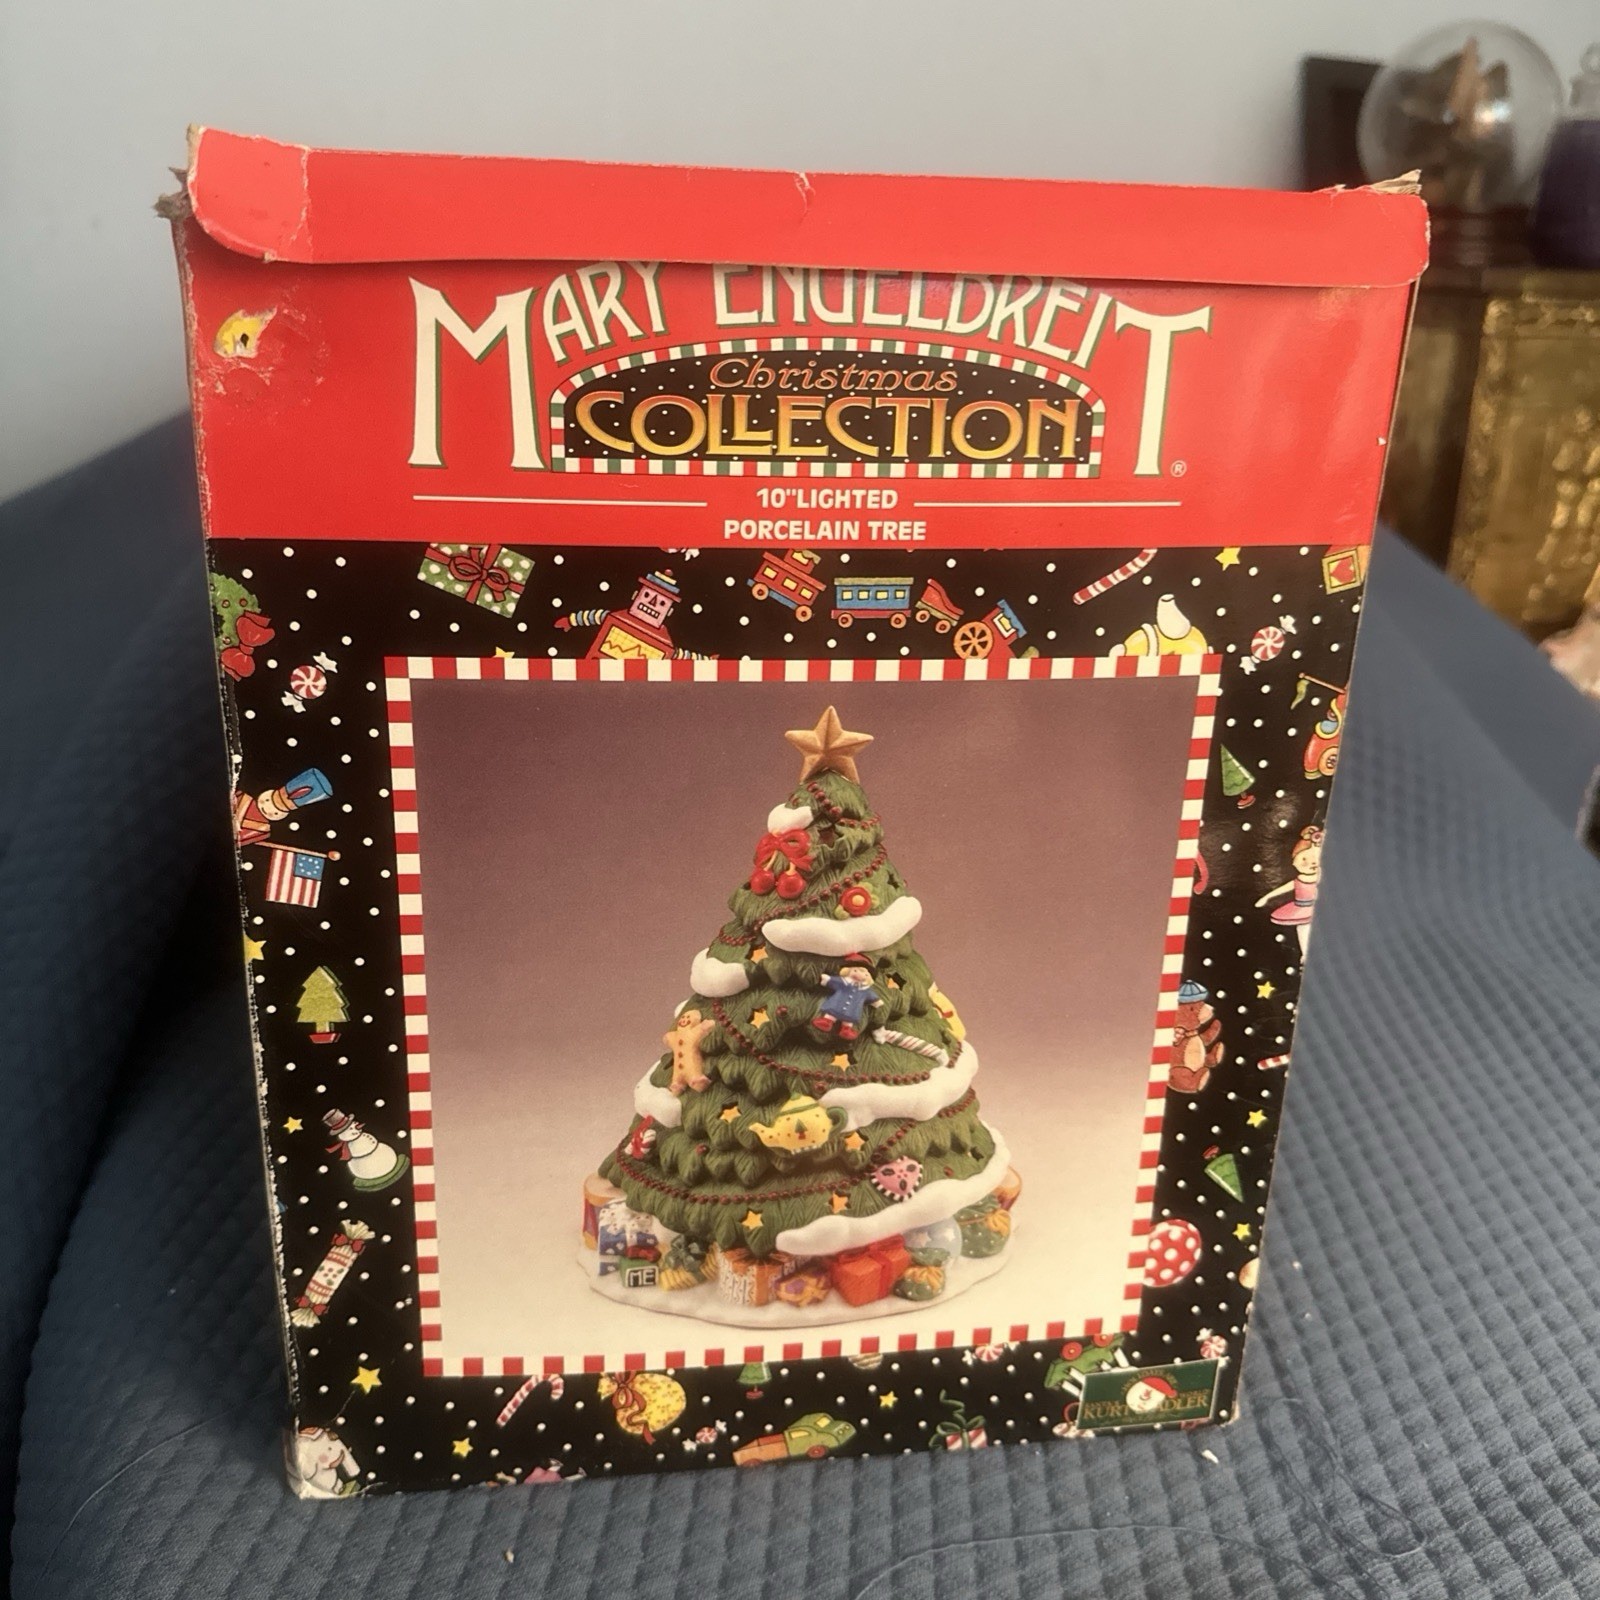 MARY ENGELBREIT
Christmas
COLLECTION ®
10"LIGHTED
PORCELAIN TREE
ME
KURT ADLER